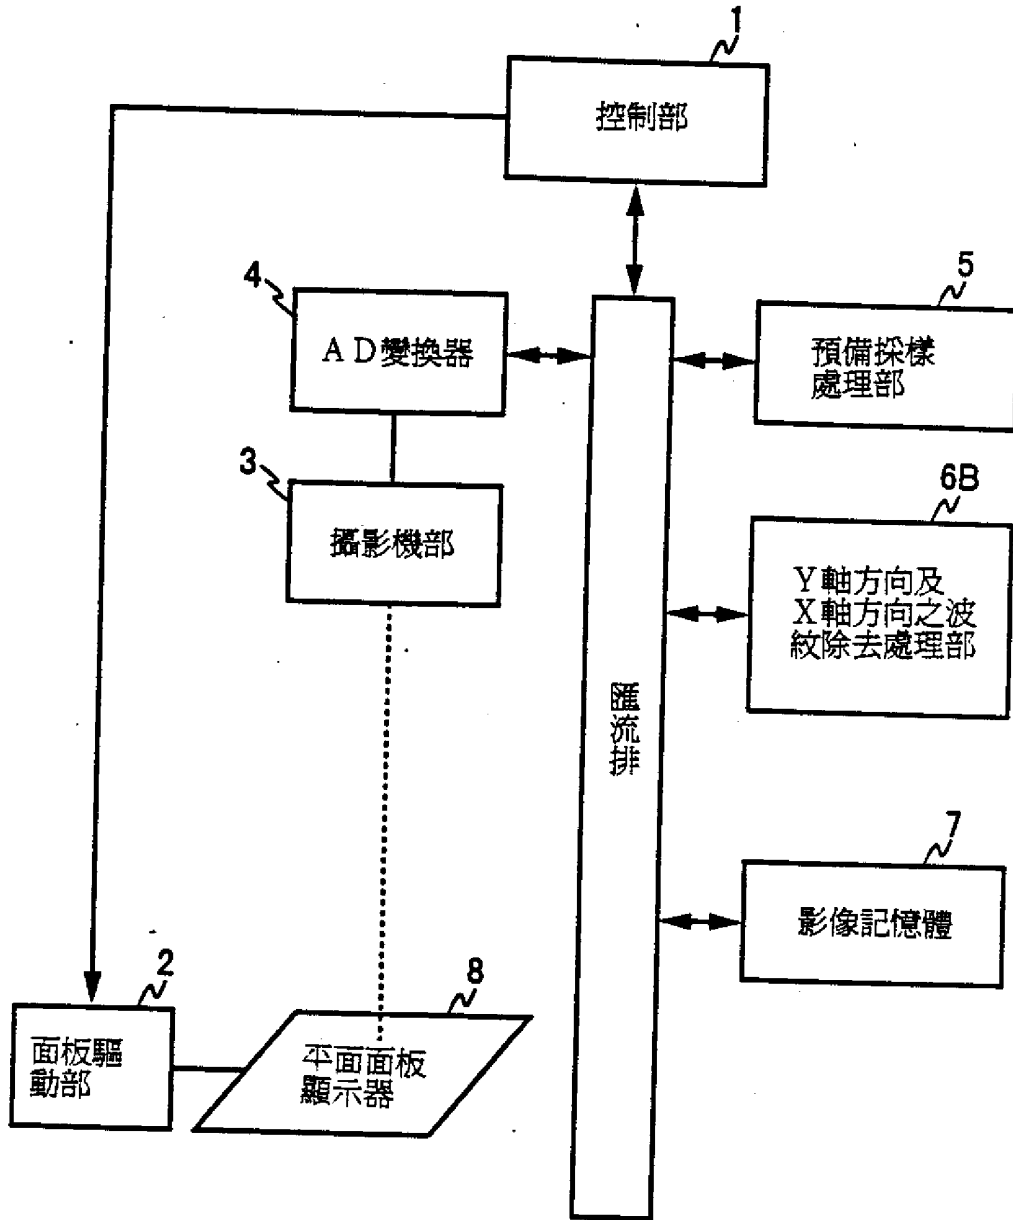 1
控制部
4
AD變換器
5
預備採樣
處理部
3
攝影機部
6B
Y軸方向及
X軸方向之波
紋除去處理部
匯流排
7
影像記憶體
2
面板驅
動部
8
平面面板
顯示器